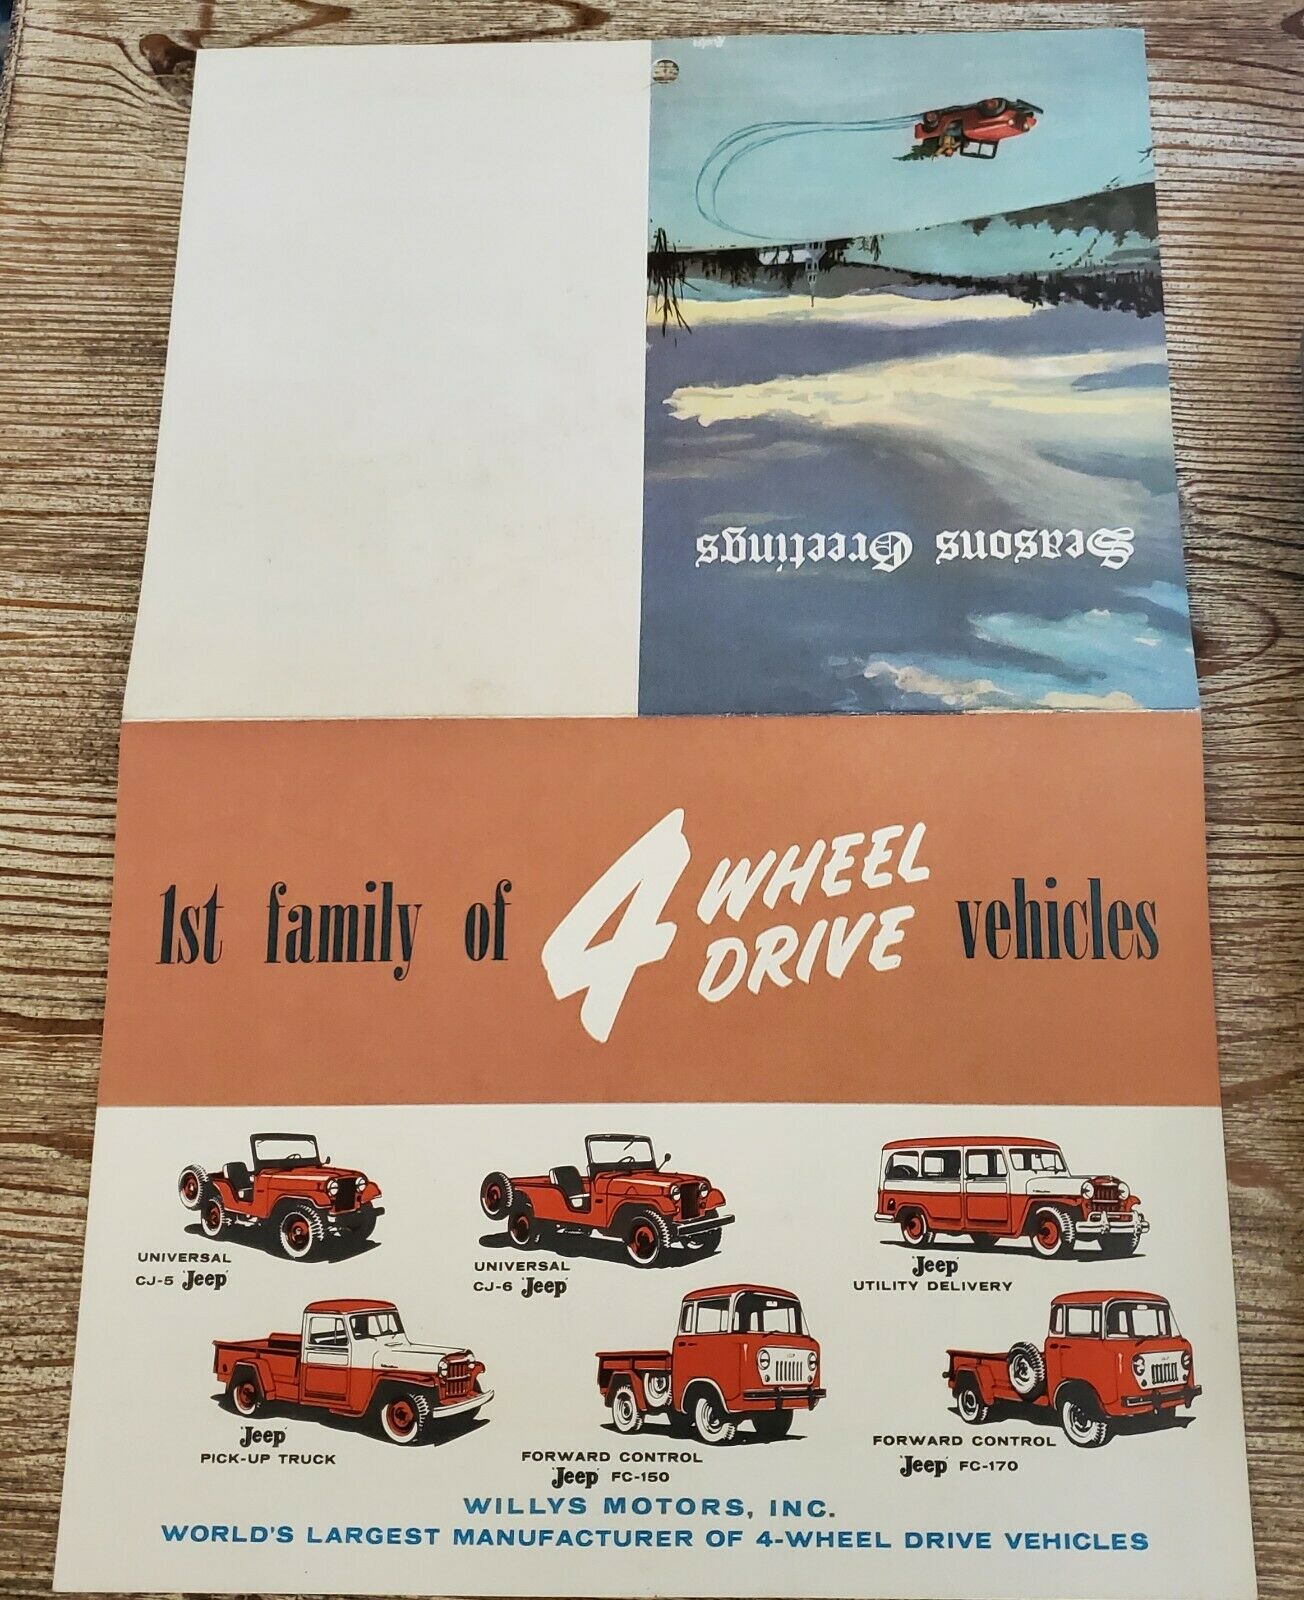 Seasons Greetings
1st family of 4 WHEEL DRIVE vehicles
UNIVERSAL
CJ-5 'Jeep'
UNIVERSAL
CJ-6 'Jeep'
'Jeep'
UTILITY DELIVERY
'Jeep'
PICK-UP TRUCK
FORWARD CONTROL
'Jeep' FC-150
FORWARD CONTROL
'Jeep' FC-170
WILLYS MOTORS, INC.
WORLD'S LARGEST MANUFACTURER OF 4-WHEEL DRIVE VEHICLES